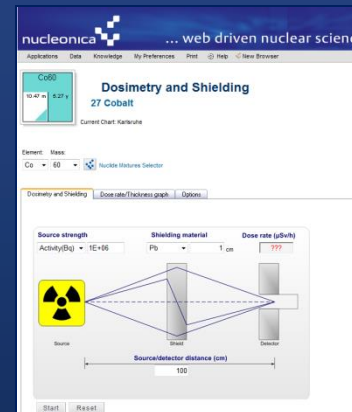 nucleonica ... web driven nuclear scien
Applications Data Knowledge My Preferences Print Help New Browser
Co60
10.47 m 5.27 y
Dosimetry and Shielding
27 Cobalt
Current Chart: Karlsruhe
Element: Mass:
Co 60 Nuclide Mixtures Selector
Dosimetry and Shielding Dose rate/Thickness graph Options
Source strength Shielding material Dose rate (µSv/h)
Activity(Bq) 1E+06 Pb 1 cm ???
Source Shield Detector
Source/detector distance (cm)
100
Start Reset